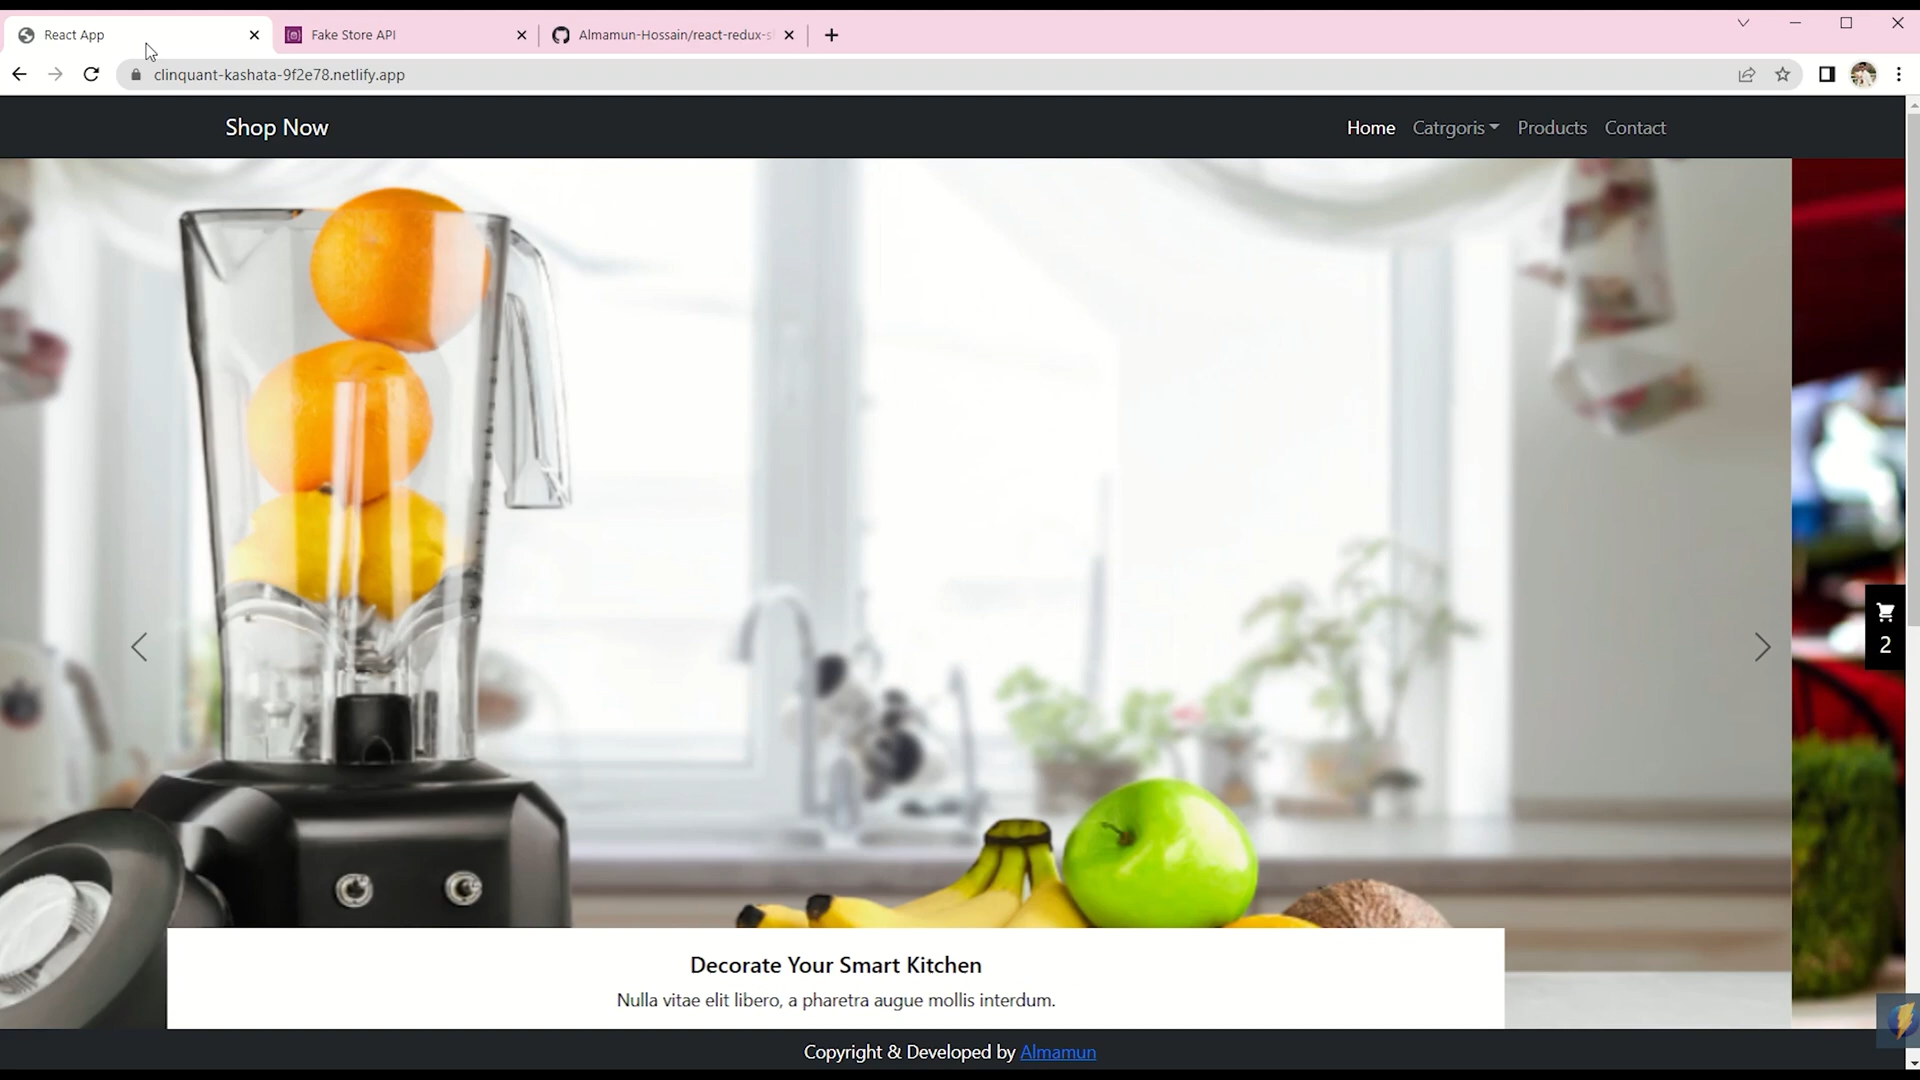 React App
Fake Store API
Almamun-Hossain/react-redux-s
clinquant-kashata-9f2e78.netlify.app
Shop Now
Home Catrgoris Products Contact
2
Decorate Your Smart Kitchen
Nulla vitae elit libero, a pharetra augue mollis interdum.
Copyright & Developed by Almamun